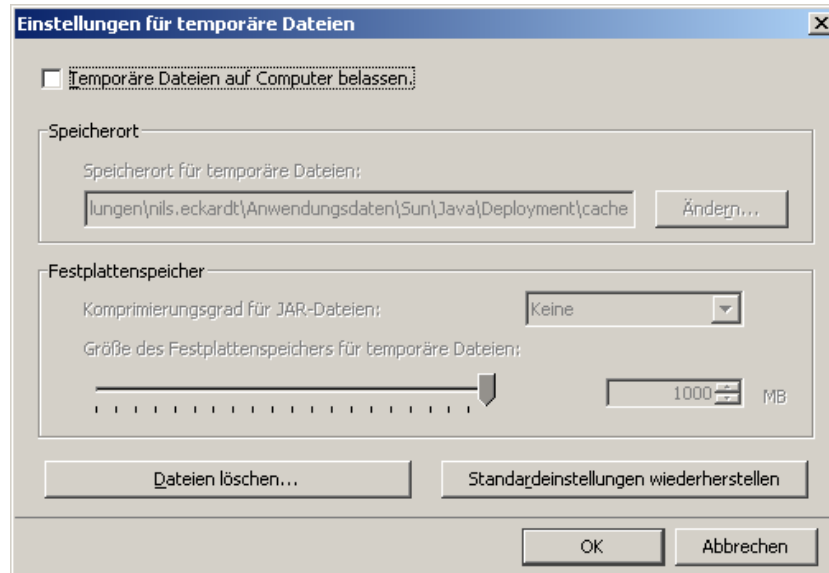 Einstellungen für temporäre Dateien
Temporäre Dateien auf Computer belassen.
Speicherort
Speicherort für temporäre Dateien:
lungen\nils.eckardt\Anwendungsdaten\Sun\Java\Deployment\cache
Ändern...
Festplattenspeicher
Komprimierungsgrad für JAR-Dateien:
Keine
Größe des Festplattenspeichers für temporäre Dateien:
1000 MB
Dateien löschen...
Standardeinstellungen wiederherstellen
OK
Abbrechen